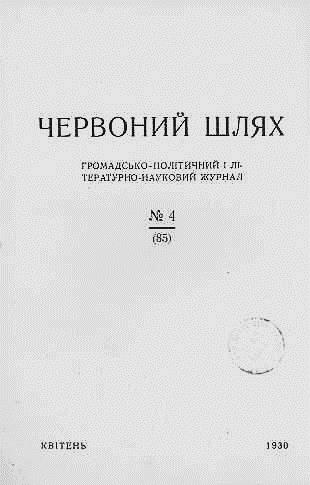 ЧЕРВОНИЙ ШЛЯХ
ГРОМАДСЬКО-ПОЛІТИЧНИЙ І ЛІ-
ТЕРАТУРНО-НАУКОВИЙ ЖУРНАЛ
№ 4
(85)
КВІТЕНЬ 1930